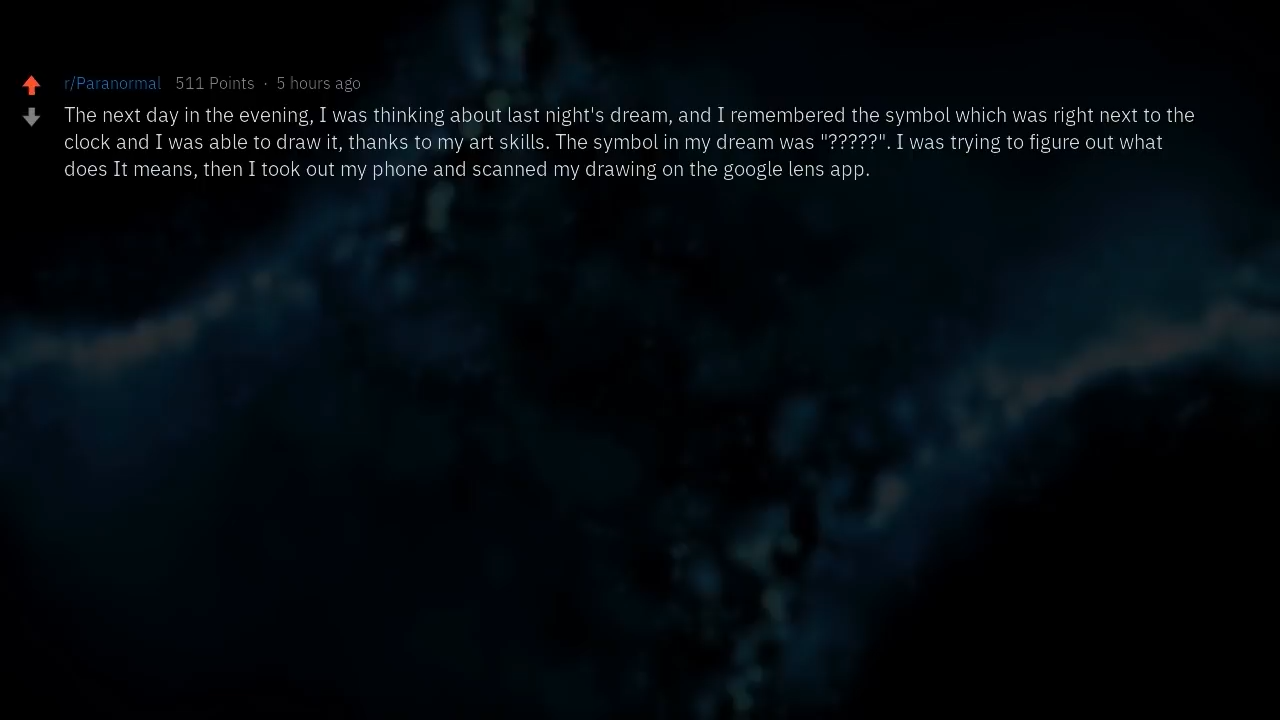 r/Paranormal 511 Points · 5 hours ago
The next day in the evening, I was thinking about last night's dream, and I remembered the symbol which was right next to the
clock and I was able to draw it, thanks to my art skills. The symbol in my dream was "?????". I was trying to figure out what
does It means, then I took out my phone and scanned my drawing on the google lens app.